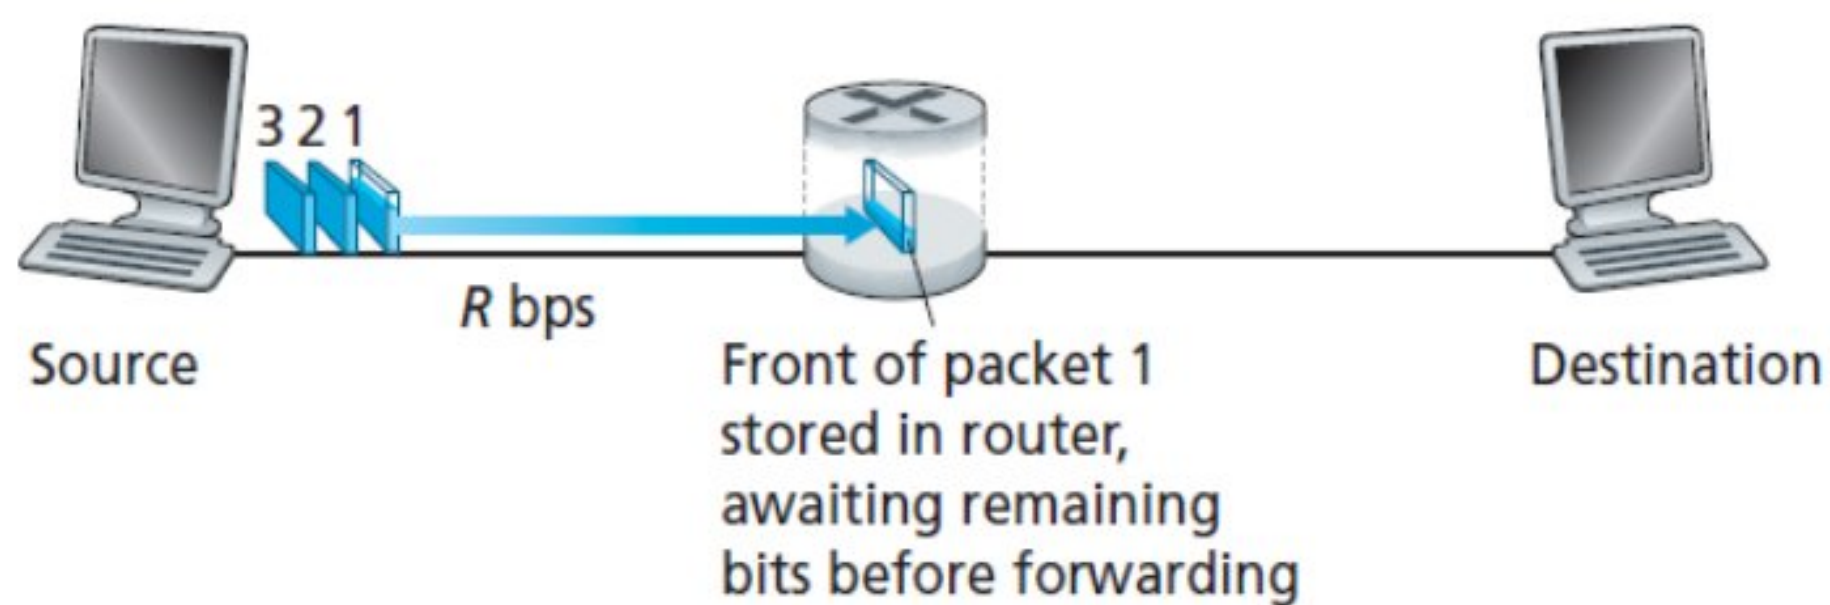 3 2 1
R bps
Source
Front of packet 1
stored in router,
awaiting remaining
bits before forwarding
Destination